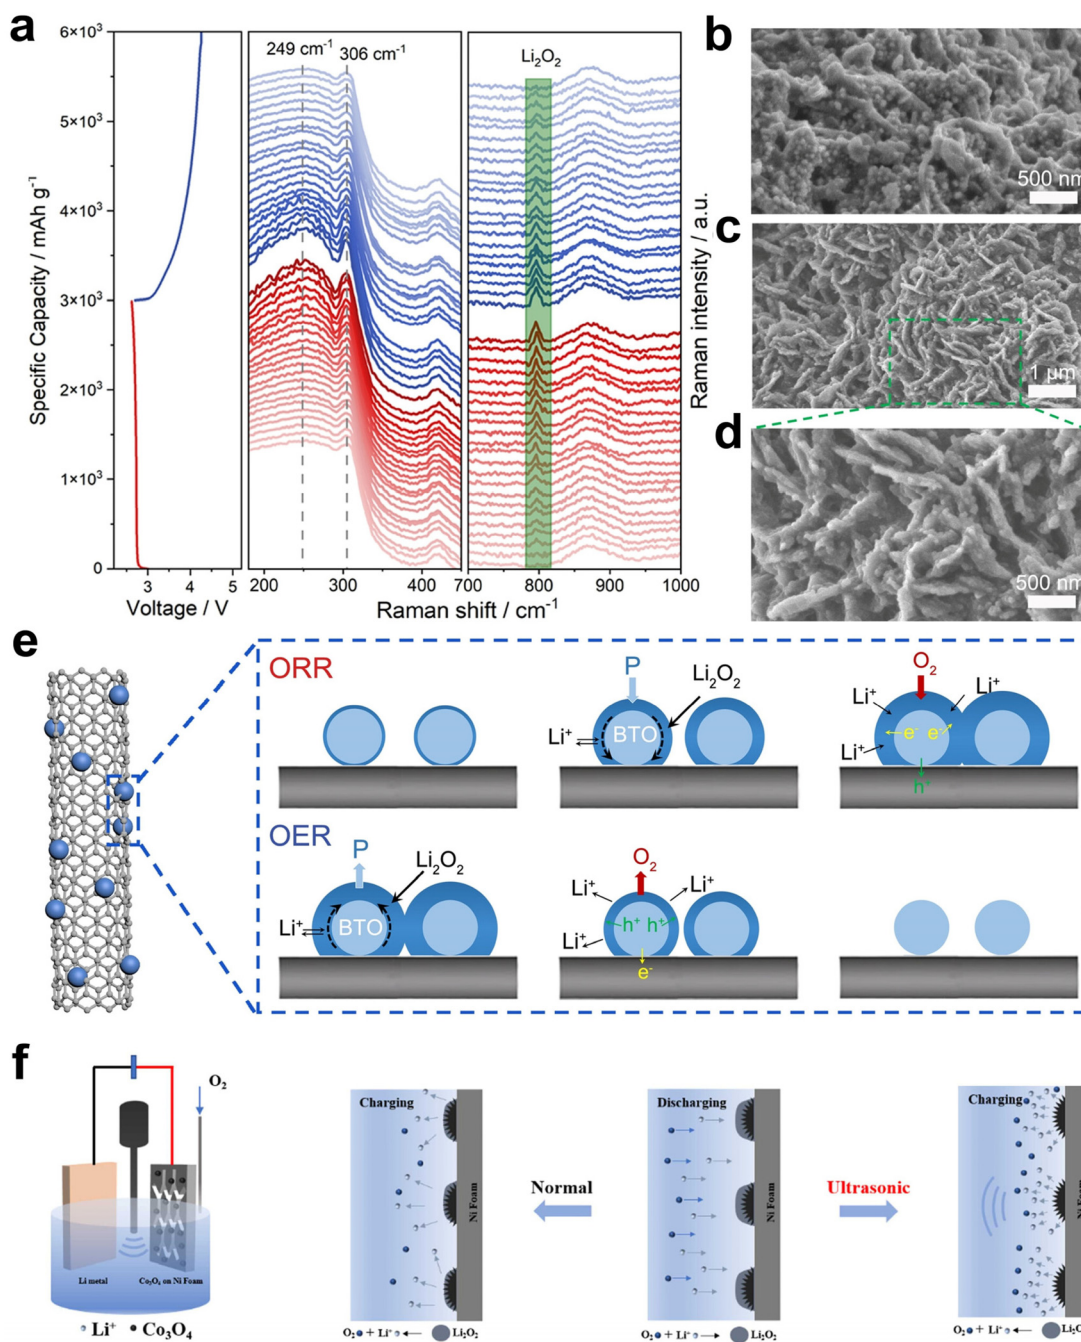 a
249 cm⁻¹
306 cm⁻¹
Li₂O₂
6×10³
5×10³
4×10³
3×10³
2×10³
1×10³
0
Specific Capacity / mAh g⁻¹
3
4
5
Voltage / V
200
300
400
Raman shift / cm⁻¹
700
800
900
1000
Raman intensity / a.u.
b
500 nm
c
1 µm
d
500 nm
e
ORR
P
Li₂O₂
Li⁺
BTO
O₂
Li⁺
Li⁺
Li⁺
e⁻
e⁻
h⁺
OER
P
Li₂O₂
Li⁺
BTO
O₂
Li⁺
Li⁺
Li⁺
h⁺
h⁺
e⁻
f
O₂
Li metal
Co₃O₄ on Ni Foam
Li⁺
Co₃O₄
Charging
Ni Foam
O₂ + Li⁺
Li₂O₂
Normal
Discharging
Ni Foam
O₂ + Li⁺
Li₂O₂
Ultrasonic
Charging
Ni Foam
O₂ + Li⁺
Li₂O₂